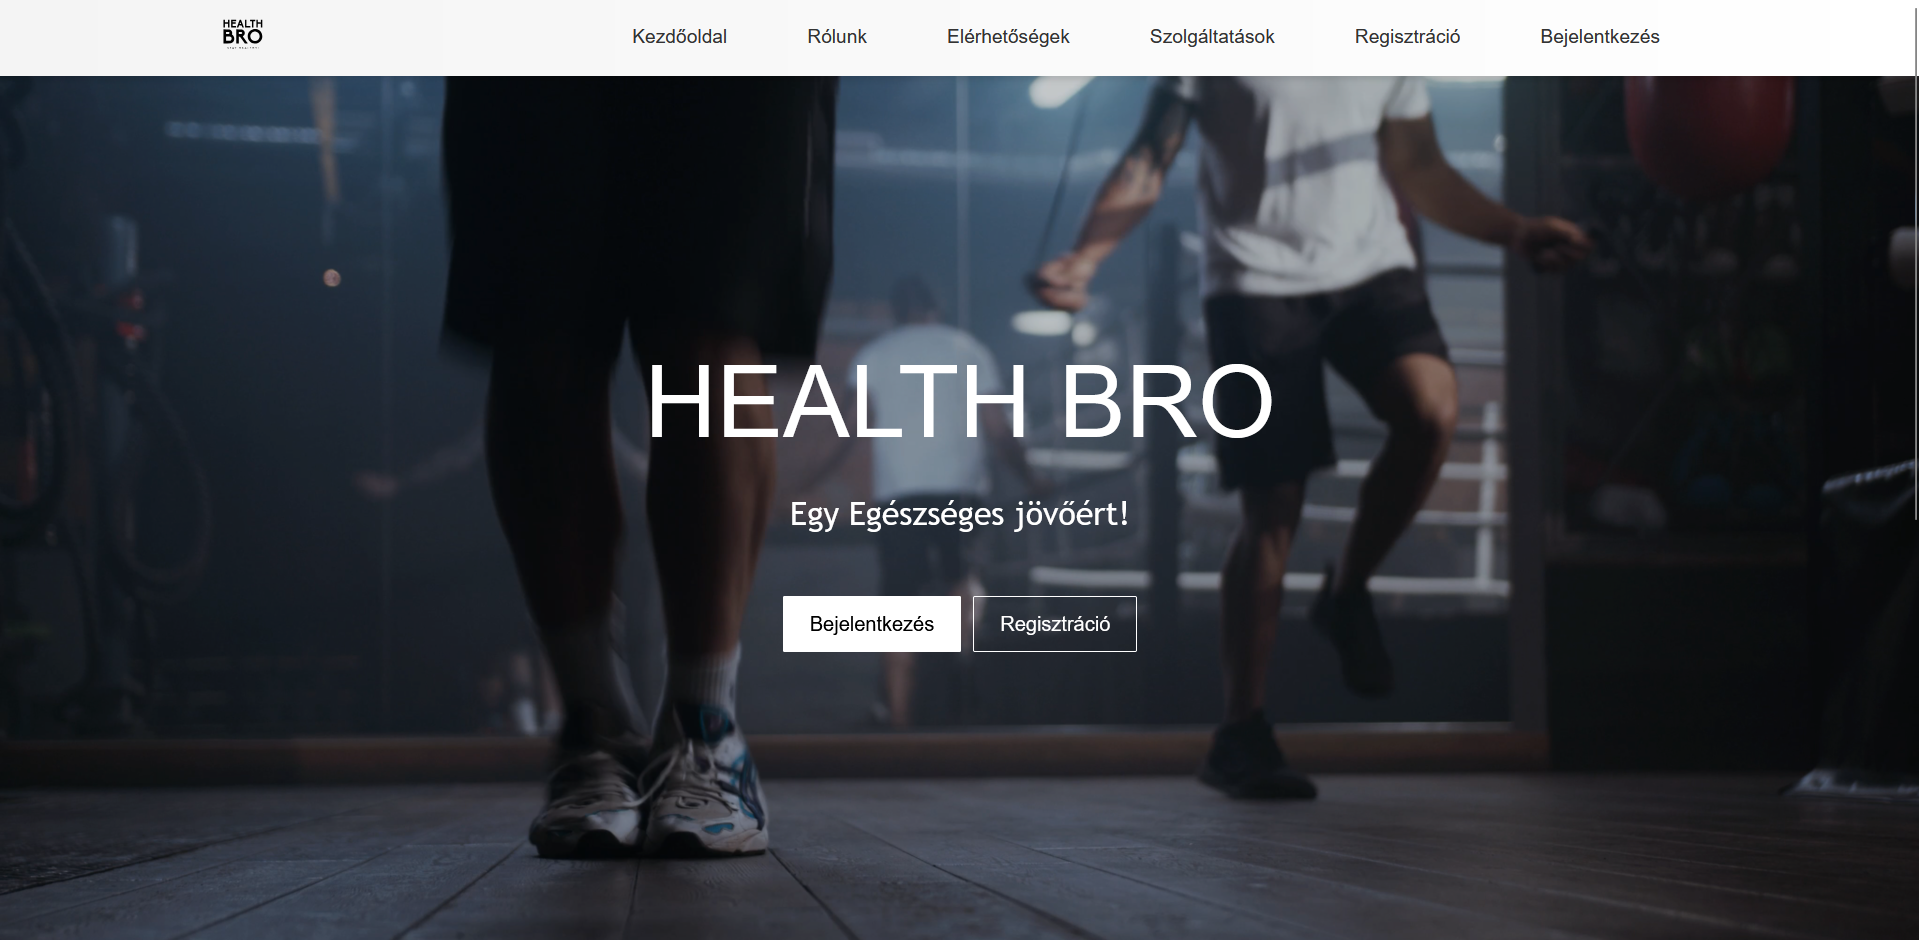 HEALTH
BRO
Kezdőoldal
Rólunk
Elérhetőségek
Szolgáltatások
Regisztráció
Bejelentkezés
HEALTH BRO
Egy Egészséges jövőért!
Bejelentkezés
Regisztráció